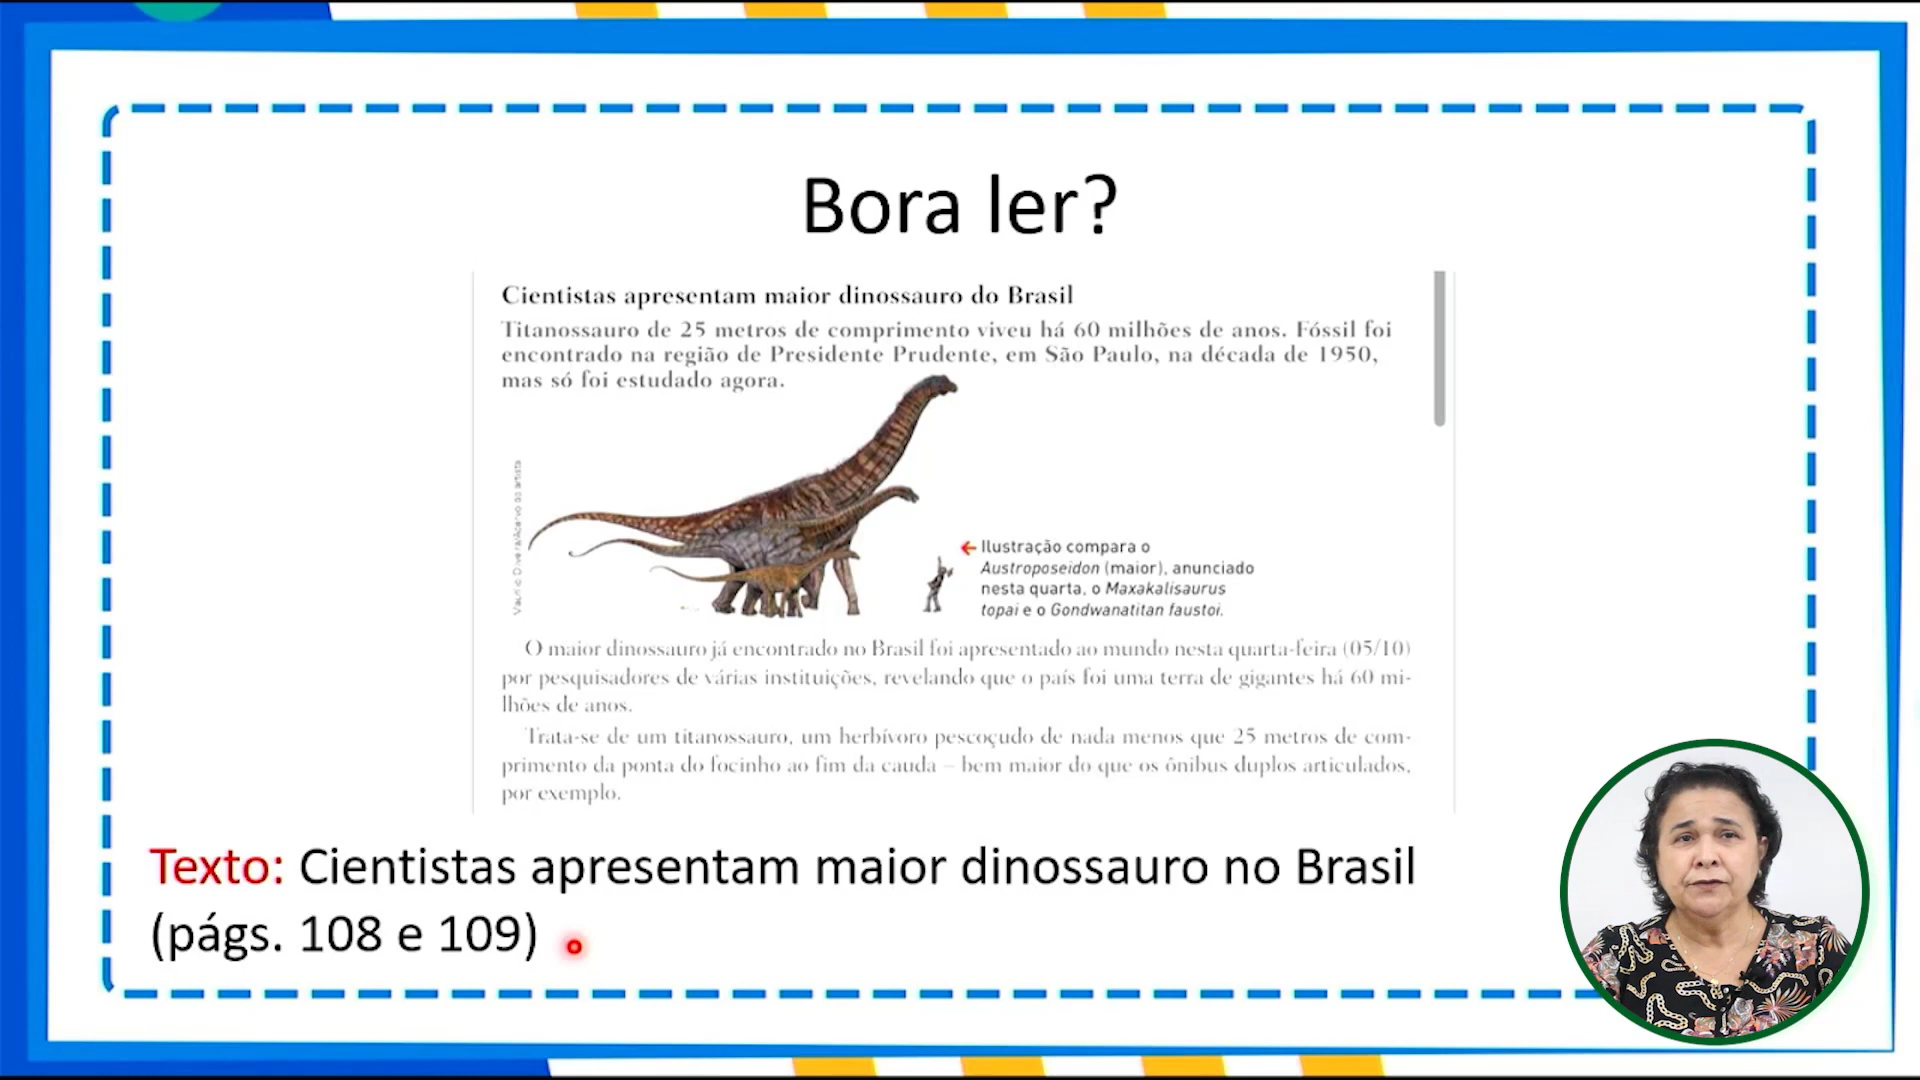 Bora ler?
Cientistas apresentam maior dinossauro do Brasil
Titanossauro de 25 metros de comprimento viveu há 60 milhões de anos. Fóssil foi
encontrado na região de Presidente Prudente, em São Paulo, na década de 1950,
mas só foi estudado agora.
Ilustração compara o
Austroposeidon (maior), anunciado
nesta quarta, o Maxakalisaurus
topai e o Gondwanatitan faustoi.
O maior dinossauro já encontrado no Brasil foi apresentado ao mundo nesta quarta-feira (05/10)
por pesquisadores de várias instituições, revelando que o país foi uma terra de gigantes há 60 mi-
lhões de anos.
Trata-se de um titanossauro, um herbívoro pescoçudo de nada menos que 25 metros de com-
primento da ponta do focinho ao fim da cauda – bem maior do que os ônibus duplos articulados,
por exemplo.
Texto: Cientistas apresentam maior dinossauro no Brasil
(págs. 108 e 109)